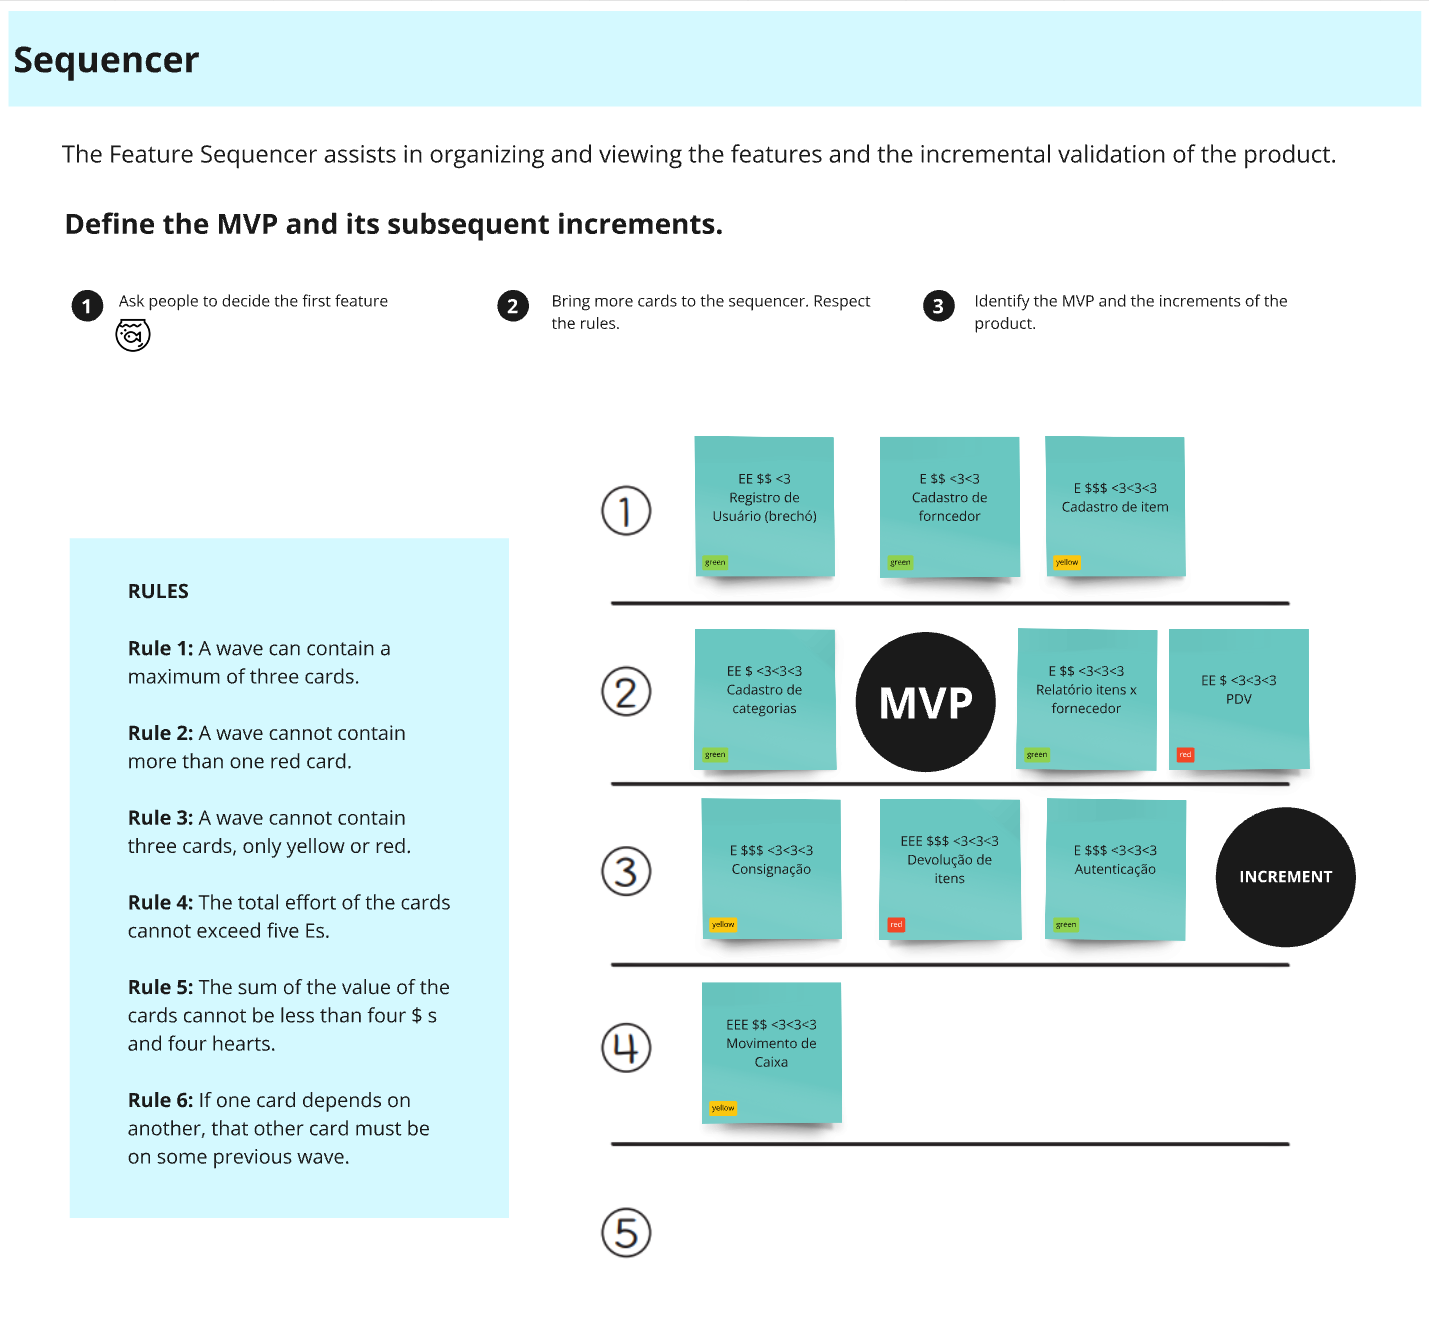 Sequencer
The Feature Sequencer assists in organizing and viewing the features and the incremental validation of the product.
Define the MVP and its subsequent increments.
1
Ask people to decide the first feature
2
Bring more cards to the sequencer. Respect
the rules.
3
Identify the MVP and the increments of the
product.
RULES
Rule 1: A wave can contain a
maximum of three cards.
Rule 2: A wave cannot contain
more than one red card.
Rule 3: A wave cannot contain
three cards, only yellow or red.
Rule 4: The total effort of the cards
cannot exceed five Es.
Rule 5: The sum of the value of the
cards cannot be less than four $ s
and four hearts.
Rule 6: If one card depends on
another, that other card must be
on some previous wave.
1
EE $$ <3
Registro de
Usuário (brechó)
green
E $$ <3<3
Cadastro de
forncedor
green
E $$$ <3<3<3
Cadastro de item
yellow
2
EE $ <3<3<3
Cadastro de
categorias
green
MVP
E $$ <3<3<3
Relatório itens x
fornecedor
green
EE $ <3<3<3
PDV
red
3
E $$$ <3<3<3
Consignação
yellow
EEE $$$ <3<3<3
Devolução de
itens
red
E $$$ <3<3<3
Autenticação
green
INCREMENT
4
EEE $$ <3<3<3
Movimento de
Caixa
yellow
5